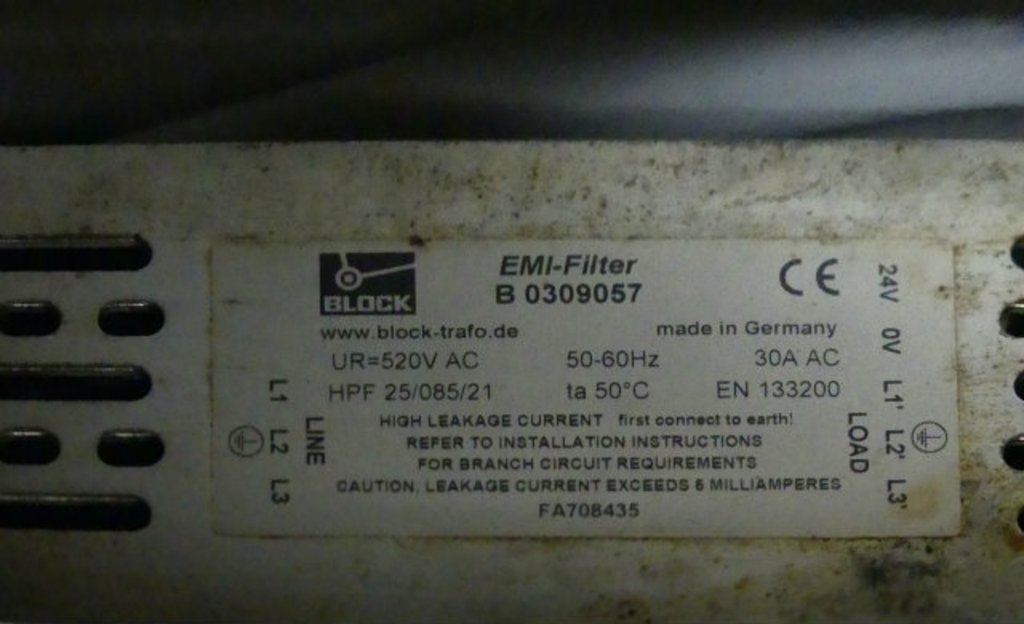 BLOCK
EMI-Filter
B 0309057
CE
www.block-trafo.de made in Germany
UR=520V AC 50-60Hz 30A AC
HPF 25/085/21 ta 50°C EN 133200
HIGH LEAKAGE CURRENT first connect to earth!
REFER TO INSTALLATION INSTRUCTIONS
FOR BRANCH CIRCUIT REQUIREMENTS
CAUTION, LEAKAGE CURRENT EXCEEDS 5 MILLIAMPERES
FA708435
L1 L2 L3
LINE
LOAD
24V 0V L1' L2' L3'